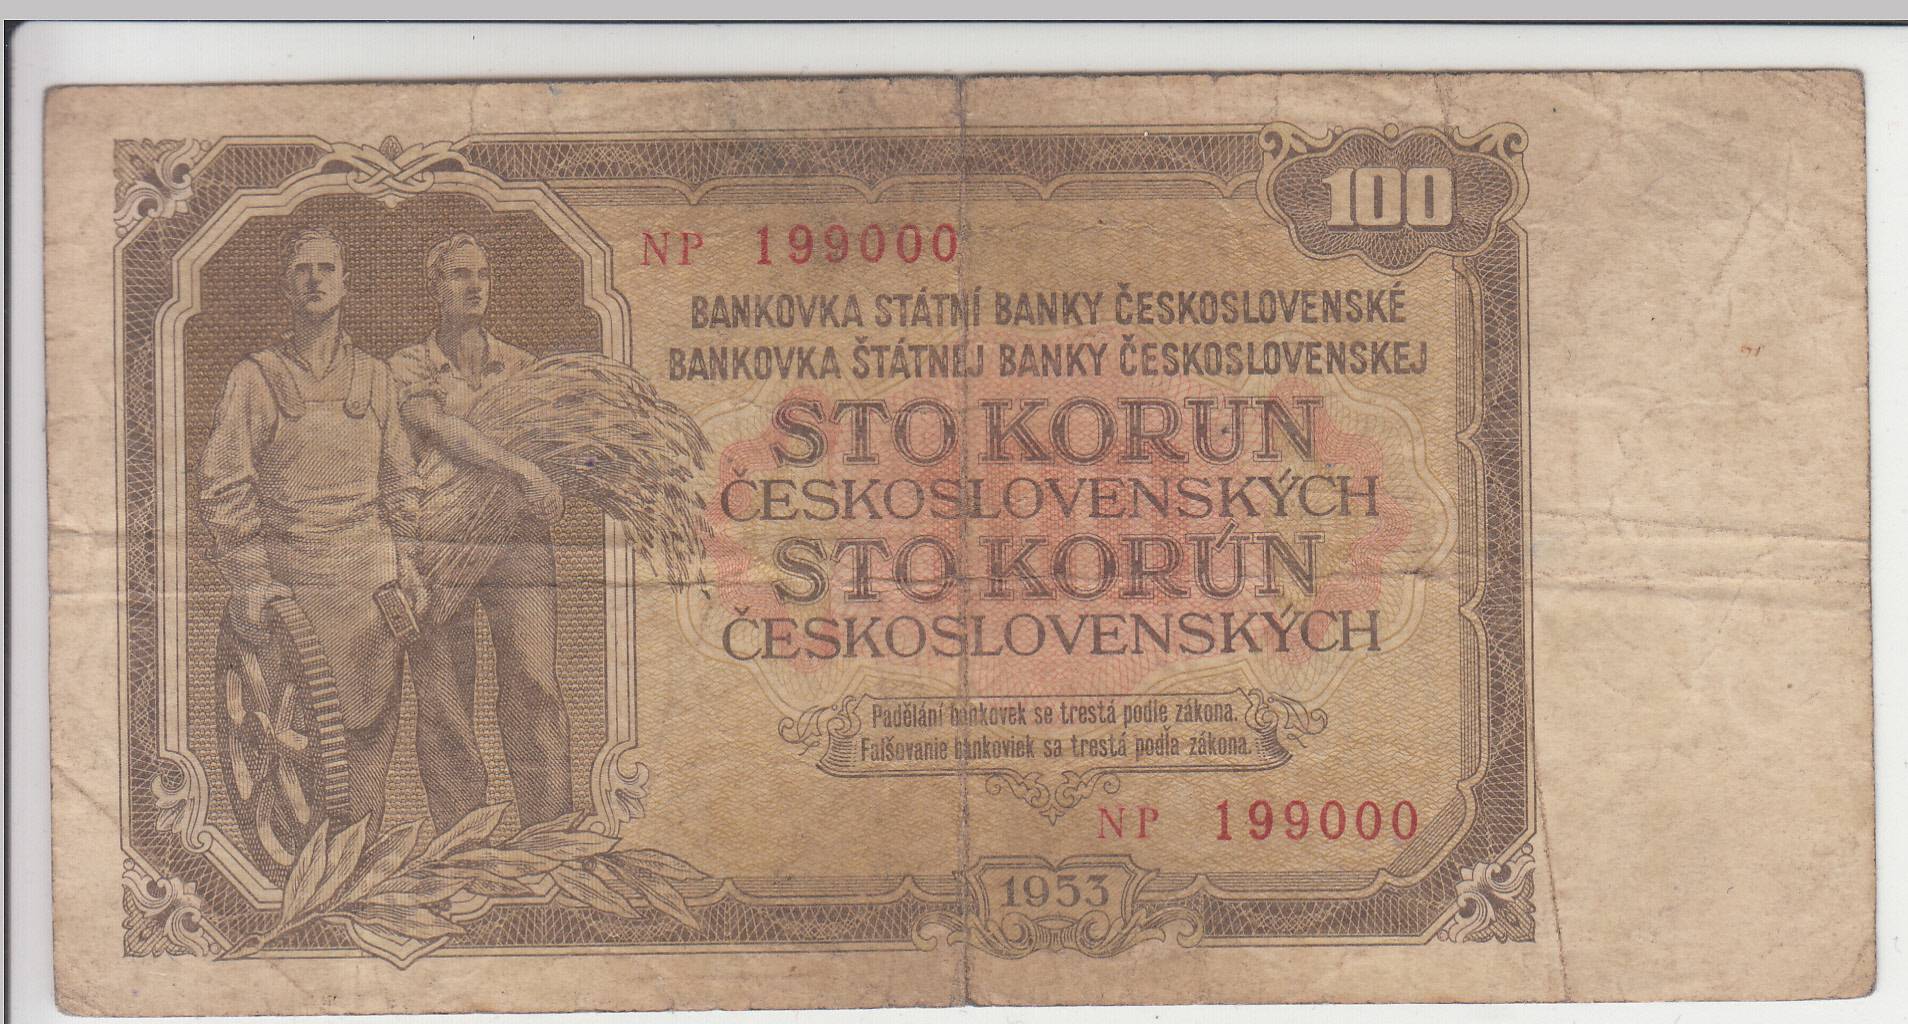 100
NP 199000
BANKOVKA STÁTNÍ BANKY ČESKOSLOVENSKÉ
BANKOVKA ŠTÁTNEJ BANKY ČESKOSLOVENSKEJ
STO KORUN
ČESKOSLOVENSKÝCH
STO KORÚN
ČESKOSLOVENSKÝCH
Padělání bankovek se trestá podle zákona.
Falšovanie bankoviek sa trestá podľa zákona.
NP 199000
1953